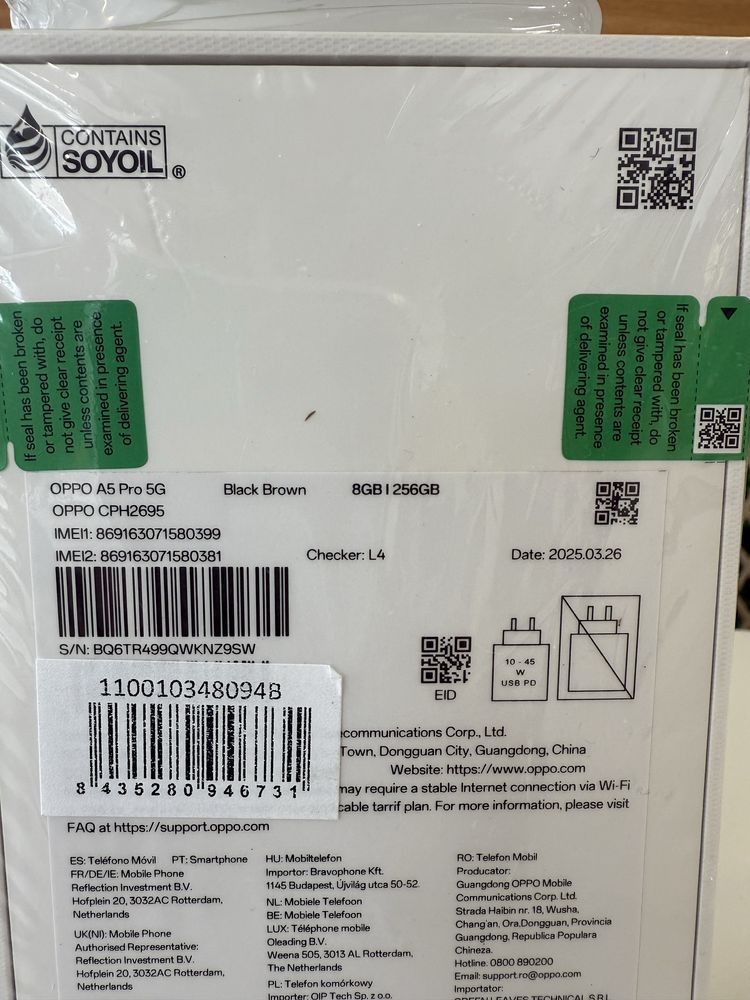 CONTAINS
SOYOIL ®
If seal has been broken
or tampered with, do
not give clear receipt
unless contents are
examined in presence
of delivering agent.
If seal has been broken
or tampered with, do
not give clear receipt
unless contents are
examined in presence
of delivering agent.
OPPO A5 Pro 5G Black Brown 8GB | 256GB
OPPO CPH2695
IMEI1: 869163071580399
IMEI2: 869163071580381 Checker: L4 Date: 2025.03.26
S/N: BQ6TR499QWKNZ9SW
EID
10 - 45
W
USB PD
110010348094B
8 435280 946731
ecommunications Corp., Ltd.
Town, Dongguan City, Guangdong, China
Website: https://www.oppo.com
may require a stable Internet connection via Wi-Fi
cable tarrif plan. For more information, please visit
FAQ at https://support.oppo.com
ES: Teléfono Móvil PT: Smartphone
FR/DE/IE: Mobile Phone
Reflection Investment B.V.
Hofplein 20, 3032AC Rotterdam,
Netherlands
UK(NI): Mobile Phone
Authorised Representative:
Reflection Investment B.V.
Hofplein 20, 3032AC Rotterdam,
Netherlands
HU: Mobiltelefon
Importer: Bravophone Kft.
1145 Budapest, Újvilág utca 50-52.
NL: Mobiele Telefoon
BE: Mobiele Telefoon
LUX: Téléphone mobile
Oleading B.V.
Weena 505, 3013 AL Rotterdam,
The Netherlands
PL: Telefon komórkowy
Importer: OIP Tech Sp. z o.o.
RO: Telefon Mobil
Producator:
Guangdong OPPO Mobile
Communications Corp. Ltd.
Strada Haibin nr. 18, Wusha,
Chang'an, Ora.Dongguan, Provincia
Guangdong, Republica Populara
Chineza.
Hotline: 0800 890200
Email: support.ro@oppo.com
Importator:
GREEN LEAVES TECHNICAL S.R.L